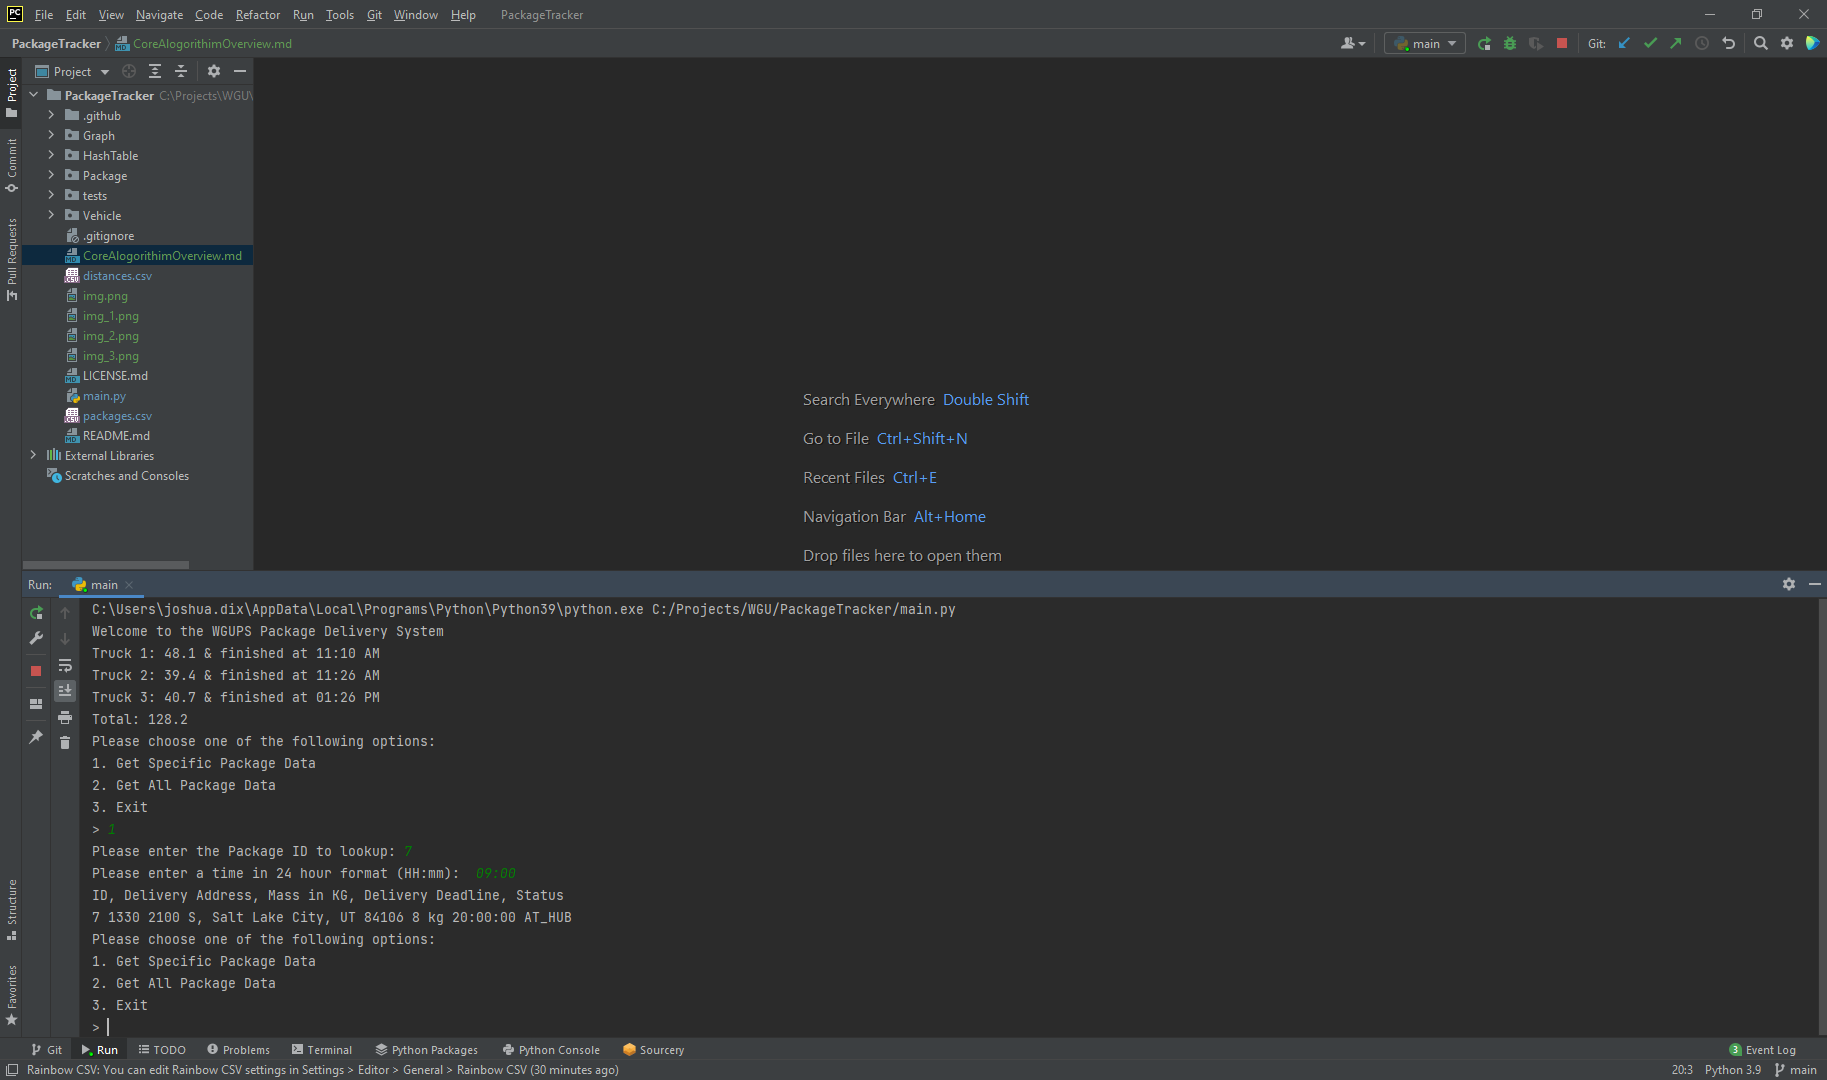 PC File Edit View Navigate Code Refactor Run Tools Git Window Help PackageTracker
PackageTracker CoreAlogorithimOverview.md main Git:
Project
Commit
Pull Requests
Project
PackageTracker C:\Projects\WGU\
.github
Graph
HashTable
Package
tests
Vehicle
.gitignore
CoreAlogorithimOverview.md
distances.csv
img.png
img_1.png
img_2.png
img_3.png
LICENSE.md
main.py
packages.csv
README.md
External Libraries
Scratches and Consoles
Search Everywhere Double Shift
Go to File Ctrl+Shift+N
Recent Files Ctrl+E
Navigation Bar Alt+Home
Drop files here to open them
Run: main
C:\Users\joshua.dix\AppData\Local\Programs\Python\Python39\python.exe C:/Projects/WGU/PackageTracker/main.py
Welcome to the WGUPS Package Delivery System
Truck 1: 48.1 & finished at 11:10 AM
Truck 2: 39.4 & finished at 11:26 AM
Truck 3: 40.7 & finished at 01:26 PM
Total: 128.2
Please choose one of the following options:
1. Get Specific Package Data
2. Get All Package Data
3. Exit
> 1
Please enter the Package ID to lookup: 7
Please enter a time in 24 hour format (HH:mm): 09:00
ID, Delivery Address, Mass in KG, Delivery Deadline, Status
7 1330 2100 S, Salt Lake City, UT 84106 8 kg 20:00:00 AT_HUB
Please choose one of the following options:
1. Get Specific Package Data
2. Get All Package Data
3. Exit
>
Structure
Favorites
Git Run TODO Problems Terminal Python Packages Python Console Sourcery 3 Event Log
Rainbow CSV: You can edit Rainbow CSV settings in Settings > Editor > General > Rainbow CSV (30 minutes ago) 20:3 Python 3.9 main